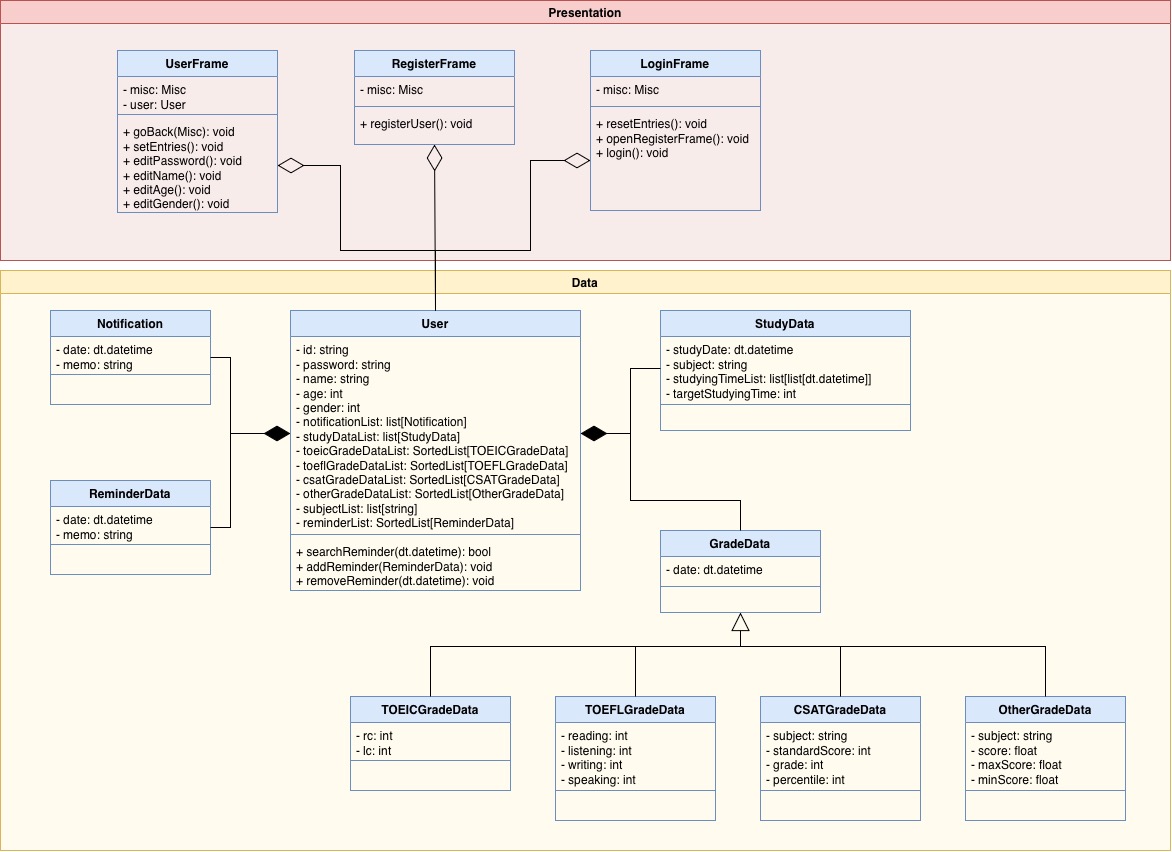 Presentation
UserFrame
- misc: Misc
- user: User
+ goBack(Misc): void
+ setEntries(): void
+ editPassword(): void
+ editName(): void
+ editAge(): void
+ editGender(): void
RegisterFrame
- misc: Misc
+ registerUser(): void
LoginFrame
- misc: Misc
+ resetEntries(): void
+ openRegisterFrame(): void
+ login(): void
Data
Notification
- date: dt.datetime
- memo: string
ReminderData
- date: dt.datetime
- memo: string
User
- id: string
- password: string
- name: string
- age: int
- gender: int
- notificationList: list[Notification]
- studyDataList: list[StudyData]
- toeicGradeDataList: SortedList[TOEICGradeData]
- toeflGradeDataList: SortedList[TOEFLGradeData]
- csatGradeDataList: SortedList[CSATGradeData]
- otherGradeDataList: SortedList[OtherGradeData]
- subjectList: list[string]
- reminderList: SortedList[ReminderData]
+ searchReminder(dt.datetime): bool
+ addReminder(ReminderData): void
+ removeReminder(dt.datetime): void
StudyData
- studyDate: dt.datetime
- subject: string
- studyingTimeList: list[list[dt.datetime]]
- targetStudyingTime: int
GradeData
- date: dt.datetime
TOEICGradeData
- rc: int
- lc: int
TOEFLGradeData
- reading: int
- listening: int
- writing: int
- speaking: int
CSATGradeData
- subject: string
- standardScore: int
- grade: int
- percentile: int
OtherGradeData
- subject: string
- score: float
- maxScore: float
- minScore: float